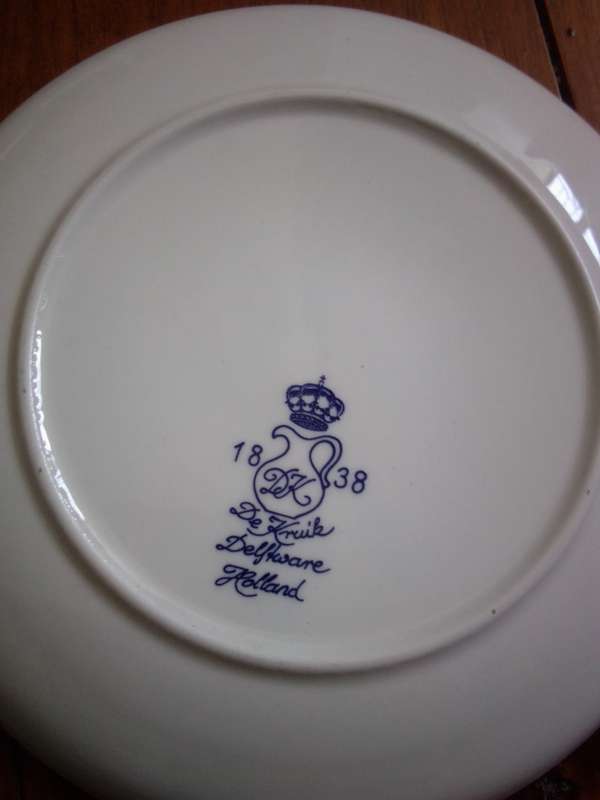 18 38
DK
De Kruik
Delftware
Holland